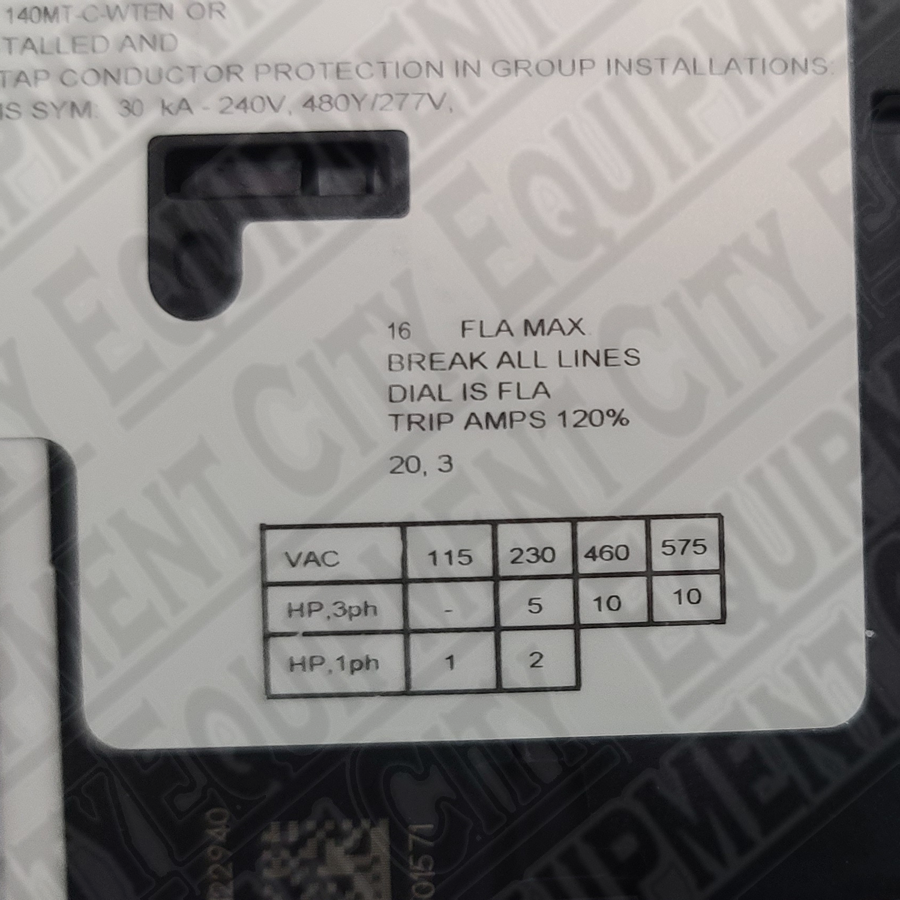 140MT-C-WTEN OR
TALLED AND
TAP CONDUCTOR PROTECTION IN GROUP INSTALLATIONS:
IS SYM: 30 kA - 240V, 480Y/277V,
16 FLA MAX
BREAK ALL LINES
DIAL IS FLA
TRIP AMPS 120%
20, 3
VAC 115 230 460 575
HP,3ph - 5 10 10
HP,1ph 1 2
22940
01571
EQUIPMENT CITY